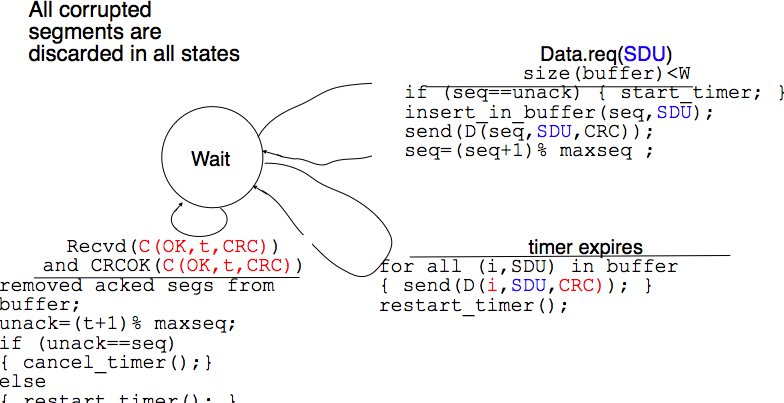 All corrupted
segments are
discarded in all states
Data.req(SDU)
size(buffer)<W
if (seq==unack) { start_timer; }
insert_in_buffer(seq,SDU);
send(D(seq,SDU,CRC));
seq=(seq+1)% maxseq ;
Wait
Recvd(C(OK,t,CRC))
and CRCOK(C(OK,t,CRC))
removed acked segs from
buffer;
unack=(t+1)% maxseq;
if (unack==seq)
{ cancel_timer();}
else
{ restart_timer(); }
timer expires
for all (i,SDU) in buffer
{ send(D(i,SDU,CRC)); }
restart_timer();